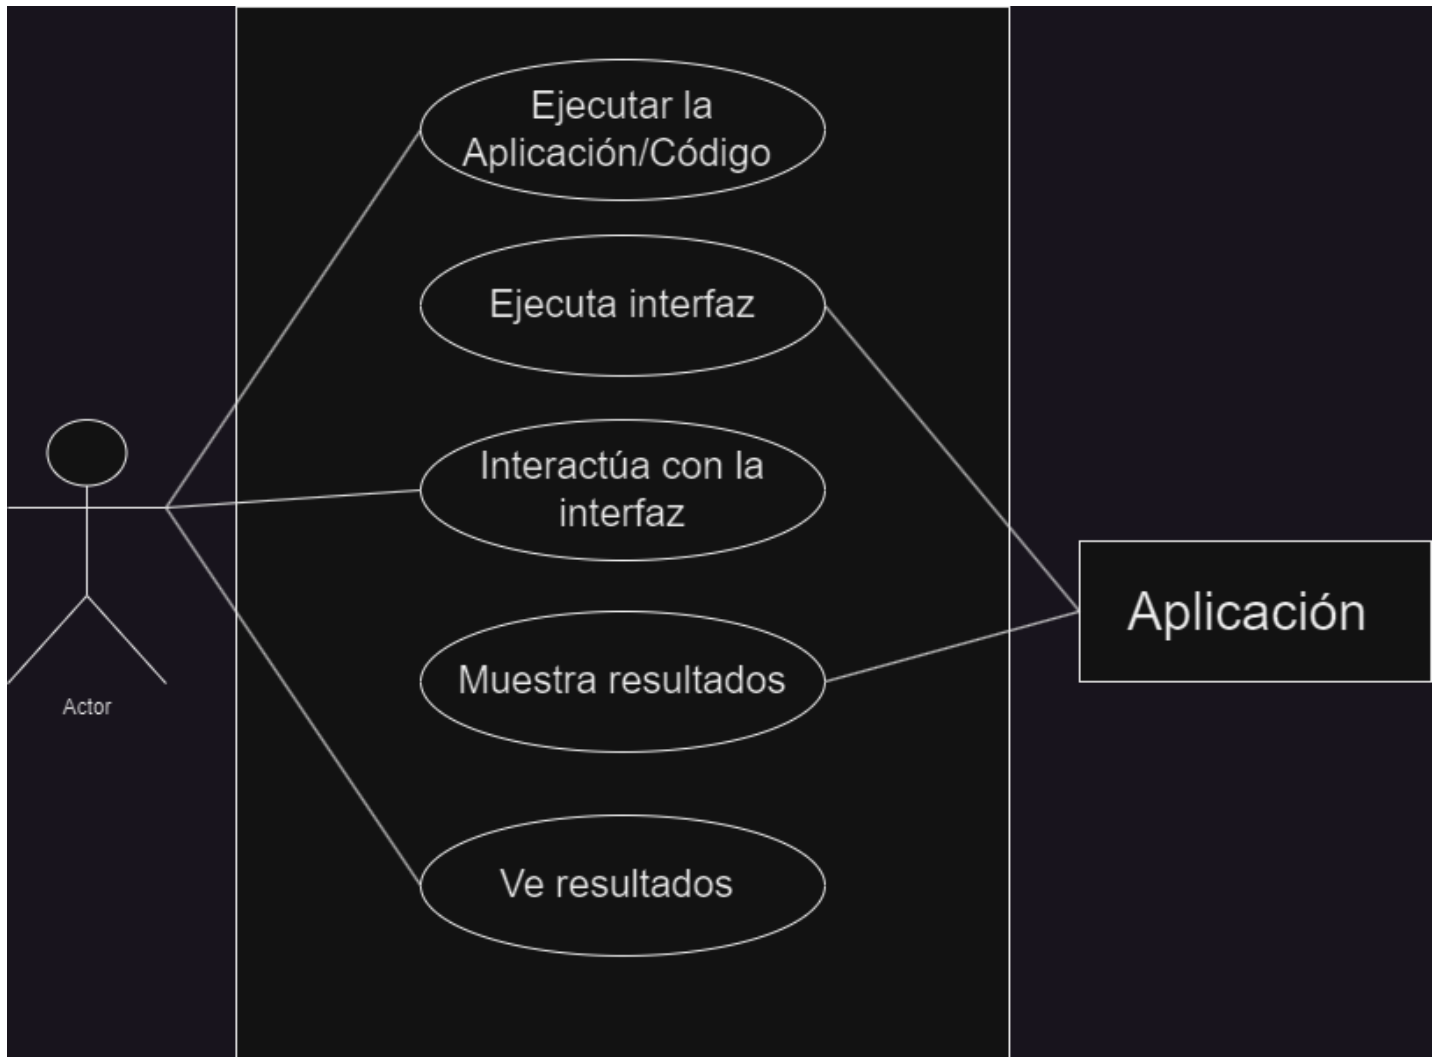 Ejecutar la
Aplicación/Código
Ejecuta interfaz
Interactúa con la
interfaz
Muestra resultados
Ve resultados
Actor
Aplicación